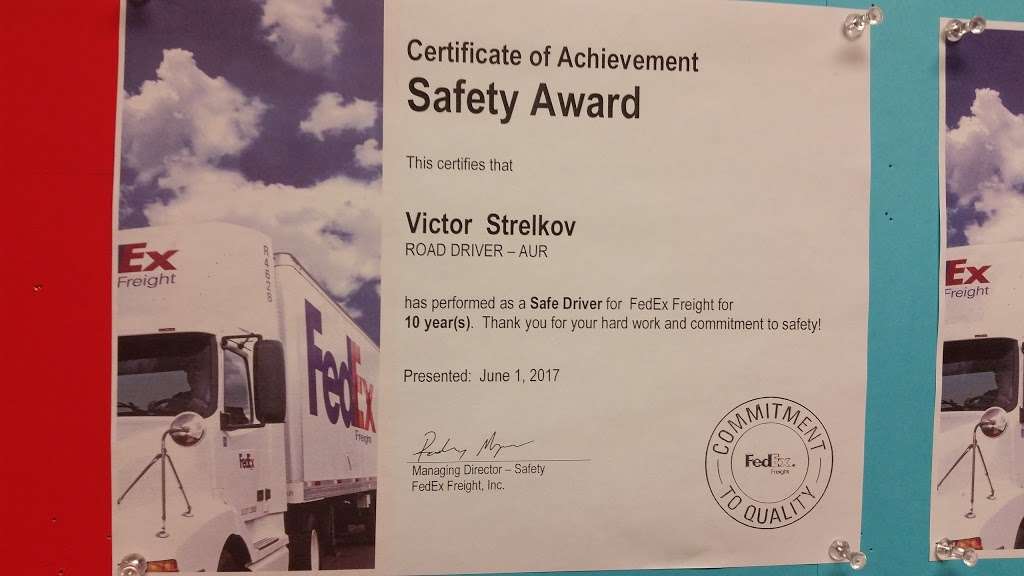 Certificate of Achievement
Safety Award
This certifies that
Victor Strelkov
ROAD DRIVER – AUR
has performed as a Safe Driver for FedEx Freight for
10 year(s). Thank you for your hard work and commitment to safety!
Presented: June 1, 2017
Managing Director – Safety
FedEx Freight, Inc.
COMMITMENT
FedEx.
Freight
TO QUALITY
Ex
Freight
FedEx
Freight
FedEx
Ex
Freight